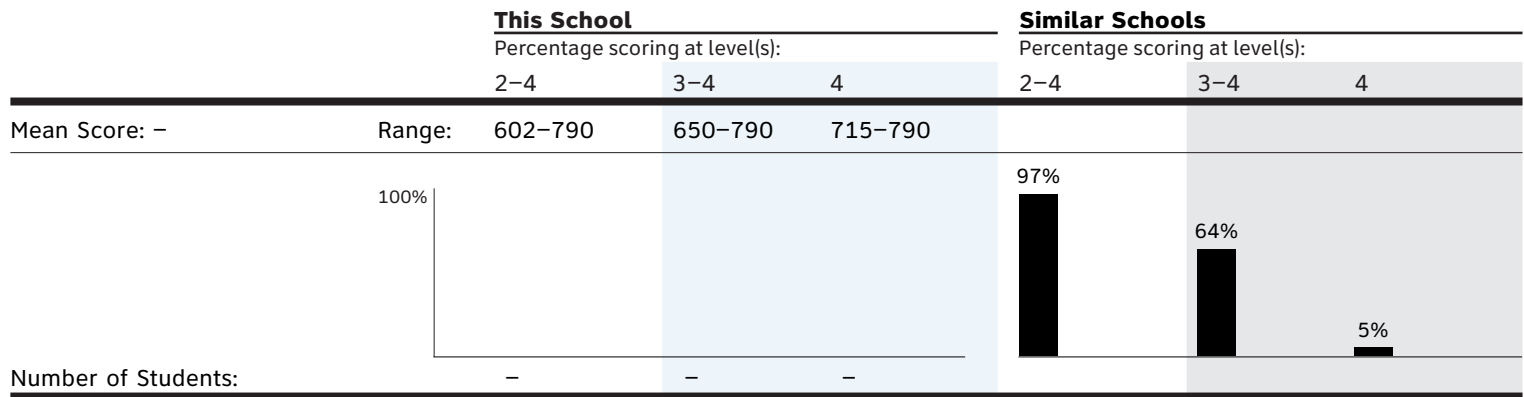 This School Similar Schools
Percentage scoring at level(s): Percentage scoring at level(s):
2–4 3–4 4 2–4 3–4 4
Mean Score: – Range: 602–790 650–790 715–790
97%
100%
64%
5%
Number of Students: – – –